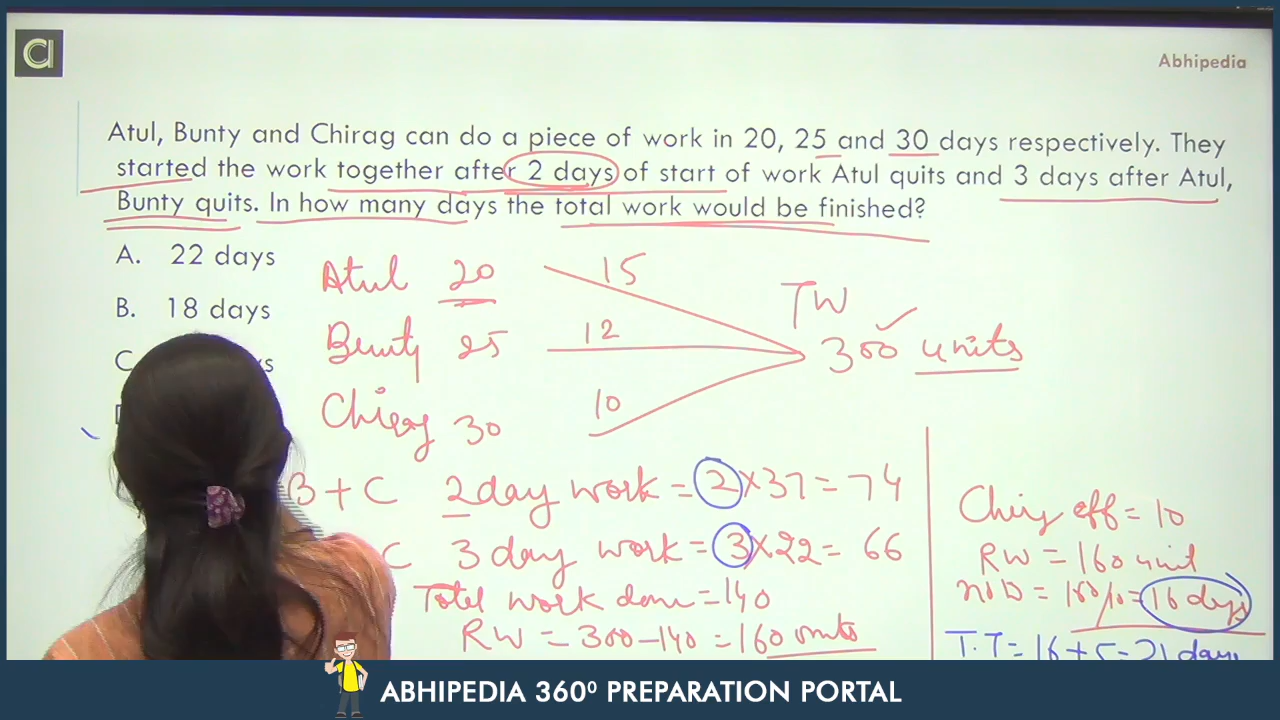 Abhipedia
Atul, Bunty and Chirag can do a piece of work in 20, 25 and 30 days respectively. They
started the work together after 2 days of start of work Atul quits and 3 days after Atul,
Bunty quits. In how many days the total work would be finished?
A. 22 days
B. 18 days
C
Atul 20 15
TW
Bunty 25 12
300 units
Chirag 30 10
B + C 2 day work = 2 × 37 = 74
C 3 day work = 3 × 22 = 66
Total work done = 140
RW = 300 - 140 = 160 units
Chirag eff = 10
RW = 160 unit
no D = 160/10 = 16 days
T.T = 16 + 5 = 21 days
ABHIPEDIA 360⁰ PREPARATION PORTAL